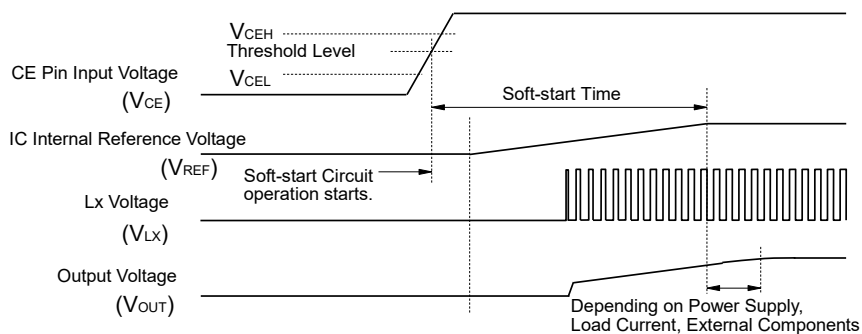 VCEH
Threshold Level
VCEL
CE Pin Input Voltage
(VCE)
Soft-start Time
IC Internal Reference Voltage
(VREF)
Soft-start Circuit
operation starts.
Lx Voltage
(VLX)
Output Voltage
(VOUT)
Depending on Power Supply,
Load Current, External Components